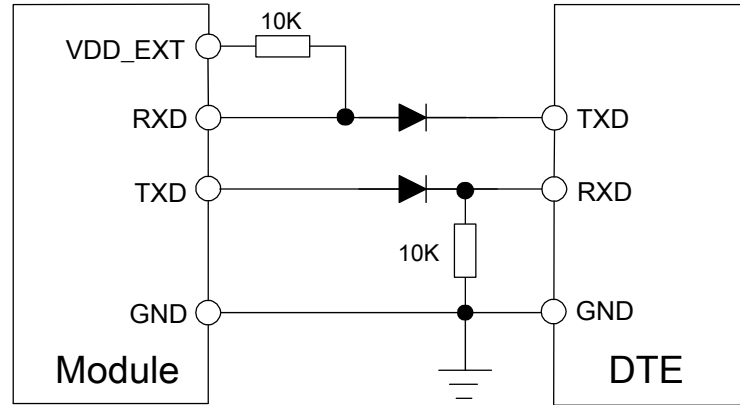 10K
VDD_EXT
RXD
TXD
TXD
RXD
10K
GND
GND
Module
DTE